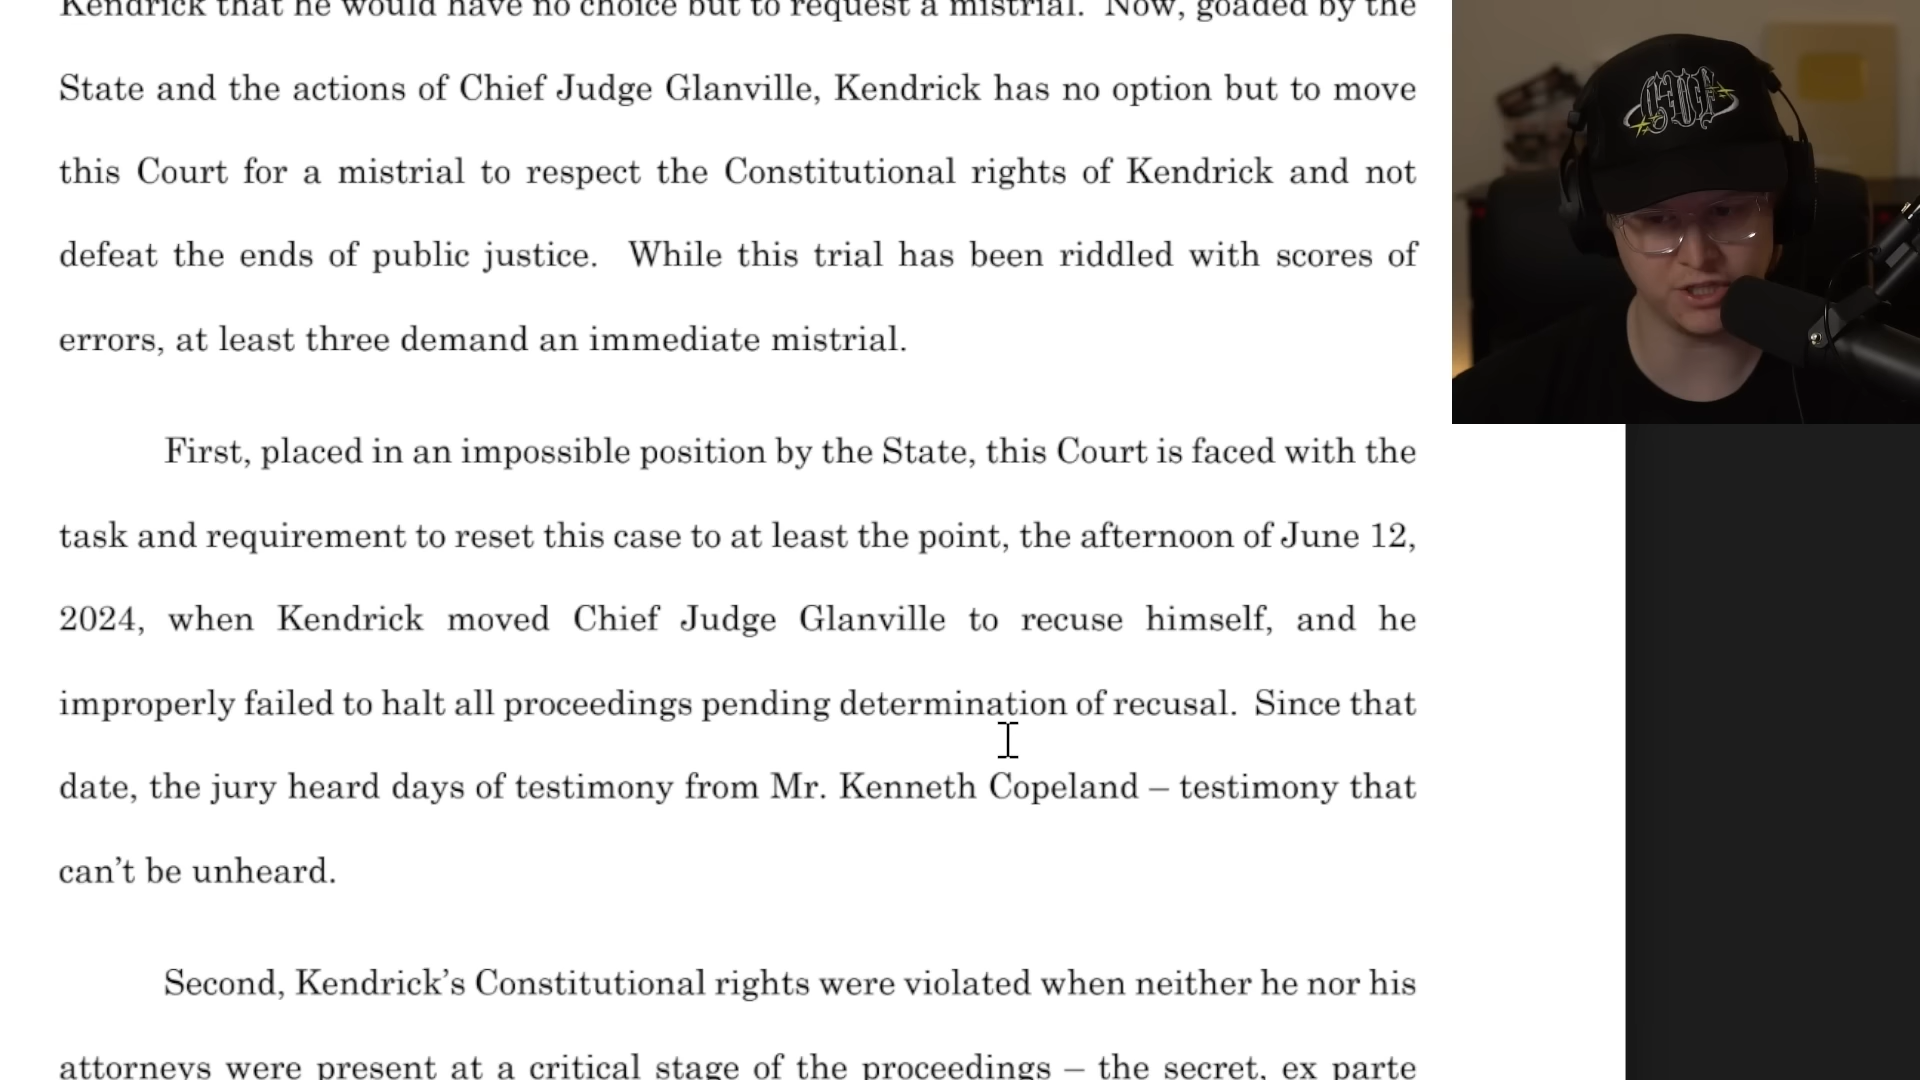 Kendrick that he would have no choice but to request a mistrial. Now, goaded by the
State and the actions of Chief Judge Glanville, Kendrick has no option but to move
this Court for a mistrial to respect the Constitutional rights of Kendrick and not
defeat the ends of public justice. While this trial has been riddled with scores of
errors, at least three demand an immediate mistrial.
First, placed in an impossible position by the State, this Court is faced with the
task and requirement to reset this case to at least the point, the afternoon of June 12,
2024, when Kendrick moved Chief Judge Glanville to recuse himself, and he
improperly failed to halt all proceedings pending determination of recusal. Since that
date, the jury heard days of testimony from Mr. Kenneth Copeland – testimony that
can’t be unheard.
Second, Kendrick’s Constitutional rights were violated when neither he nor his
attorneys were present at a critical stage of the proceedings – the secret, ex parte